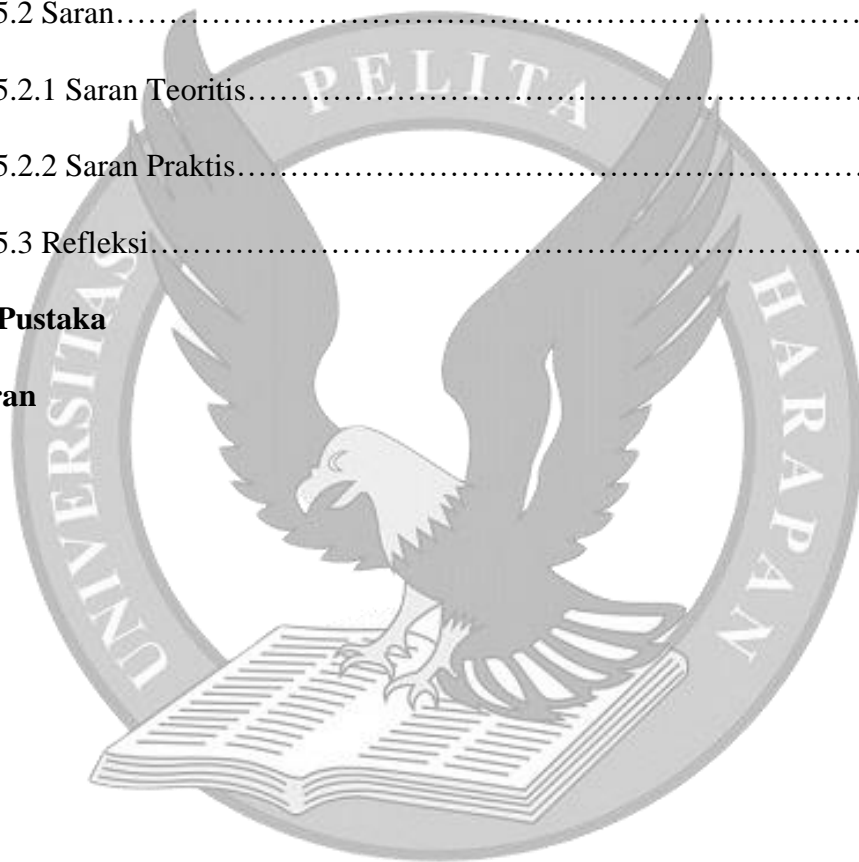 5.2 Saran……………………………………………………………………
5.2.1 Saran Teoritis………………………………………………………
5.2.2 Saran Praktis………………………………………………………
5.3 Refleksi…………………………………………………………………
Pustaka
ran
UNIVERSITAS PELITA HARAPAN